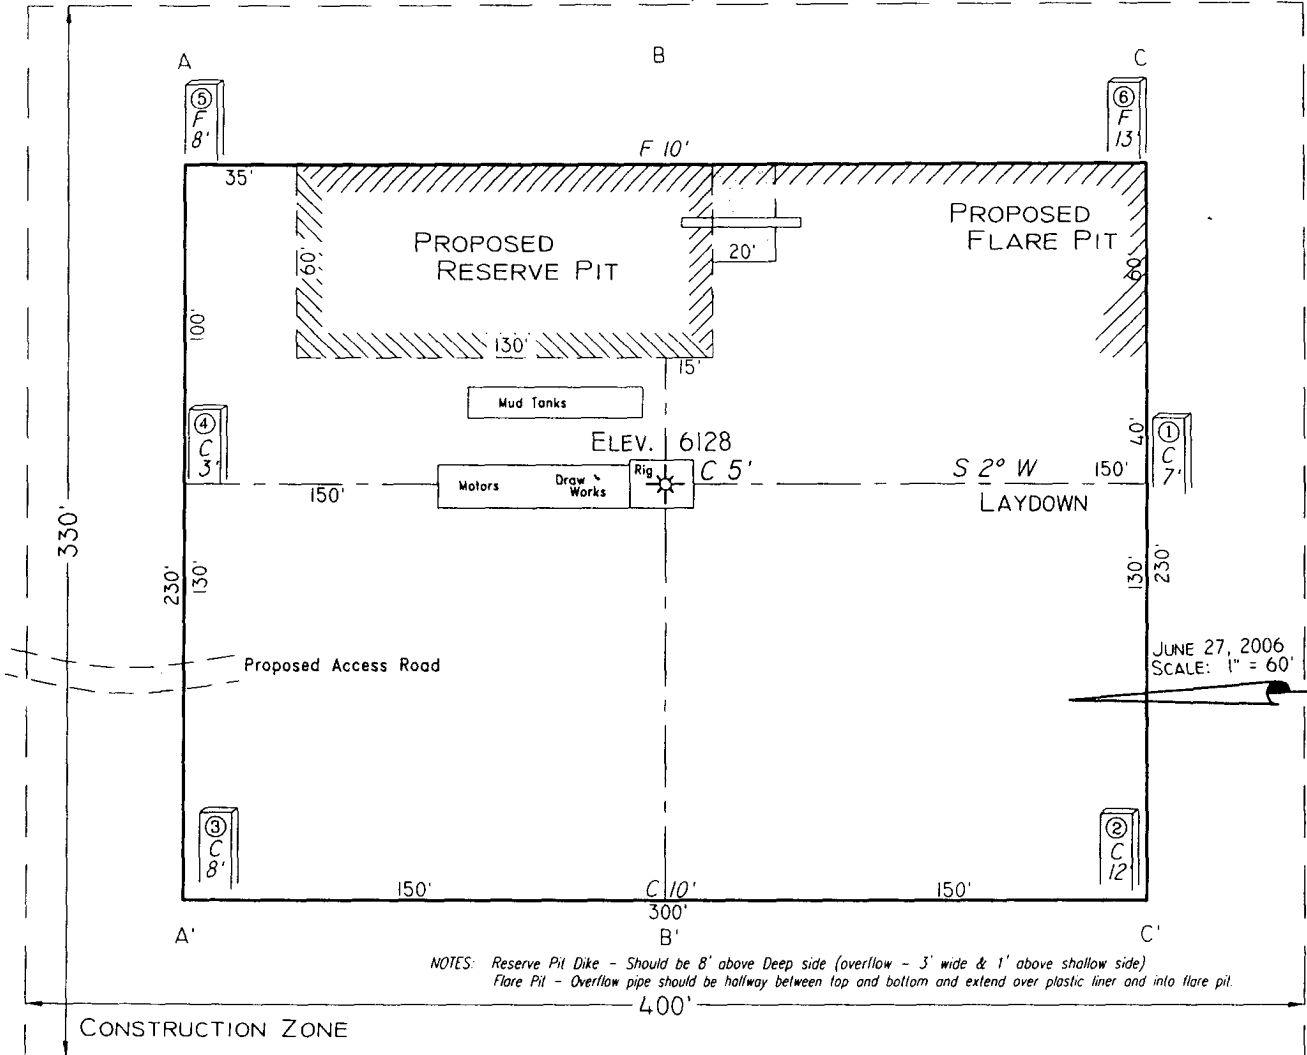 A
B
C
⑤
F
8'
⑥
F
13'
F 10'
35'
PROPOSED
RESERVE PIT
PROPOSED
FLARE PIT
20'
60'
60'
100'
130'
15'
Mud Tanks
④
C
3'
ELEV. 6128
40'
①
C
7'
Rig
C 5'
S 2° W
150'
Motors
Draw
Works
150'
LAYDOWN
330'
230'
130'
130'
230'
Proposed Access Road
JUNE 27, 2006
SCALE: 1" = 60'
③
C
8'
②
C
12'
150'
C 10'
150'
300'
A'
B'
C'
NOTES: Reserve Pit Dike - Should be 8' above Deep side (overflow - 3' wide & 1' above shallow side)
Flare Pit - Overflow pipe should be halfway between top and bottom and extend over plastic liner and into flare pit.
400'
CONSTRUCTION ZONE